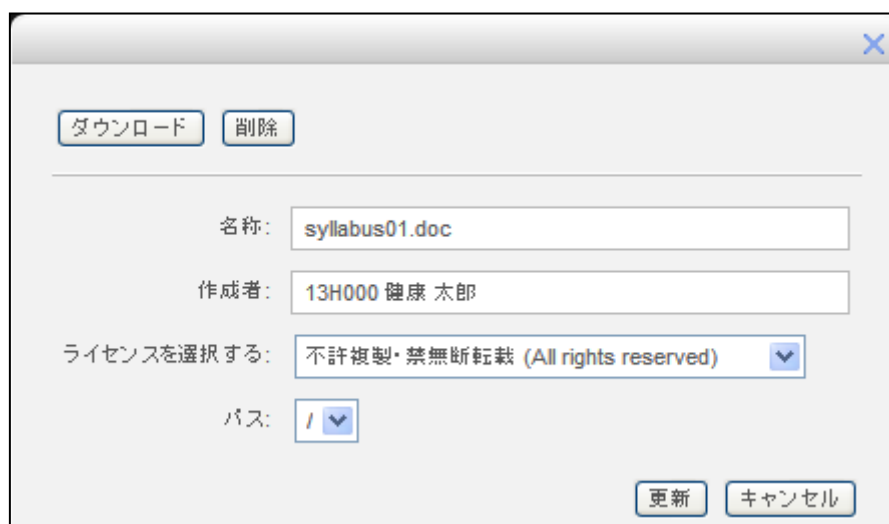 ダウンロード 削除
名称: syllabus01.doc
作成者: 13H000 健康 太郎
ライセンスを選択する: 不許複製・禁無断転載 (All rights reserved)
パス: /
更新 キャンセル